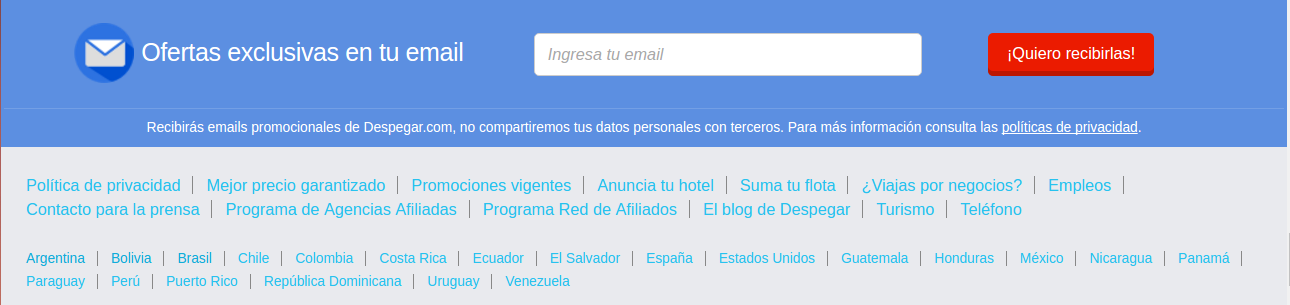 Ofertas exclusivas en tu email
Ingresa tu email
¡Quiero recibirlas!
Recibirás emails promocionales de Despegar.com, no compartiremos tus datos personales con terceros. Para más información consulta las políticas de privacidad.
Política de privacidad | Mejor precio garantizado | Promociones vigentes | Anuncia tu hotel | Suma tu flota | ¿Viajas por negocios? | Empleos |
Contacto para la prensa | Programa de Agencias Afiliadas | Programa Red de Afiliados | El blog de Despegar | Turismo | Teléfono
Argentina | Bolivia | Brasil | Chile | Colombia | Costa Rica | Ecuador | El Salvador | España | Estados Unidos | Guatemala | Honduras | México | Nicaragua | Panamá |
Paraguay | Perú | Puerto Rico | República Dominicana | Uruguay | Venezuela